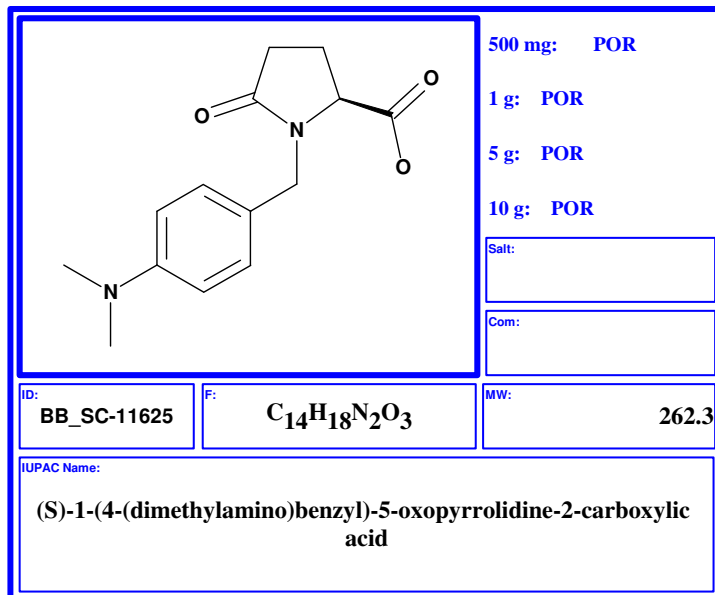 O
N
O
O
N
500 mg: POR
1 g: POR
5 g: POR
10 g: POR
Salt:
Com:
ID:
BB_SC-11625
F:
C14H18N2O3
MW:
262.3
IUPAC Name:
(S)-1-(4-(dimethylamino)benzyl)-5-oxopyrrolidine-2-carboxylic
acid